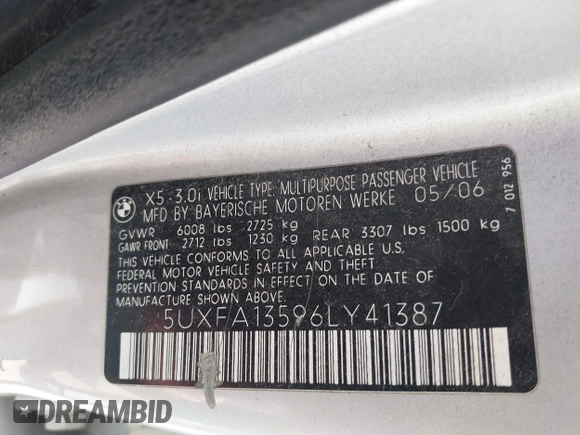 X5 3.0i VEHICLE TYPE: MULTIPURPOSE PASSENGER VEHICLE
MFD BY BAYERISCHE MOTOREN WERKE 05/06
GVWR 6008 lbs 2725 kg
GAWR FRONT 2712 lbs 1230 kg REAR 3307 lbs 1500 kg
THIS VEHICLE CONFORMS TO ALL APPLICABLE U.S.
FEDERAL MOTOR VEHICLE SAFETY AND THEFT
PREVENTION STANDARDS IN EFFECT ON THE DATE OF
MANUFACTURE SHOWN ABOVE.
5UXFA13596LY41387
7 012 956
DREAMBID